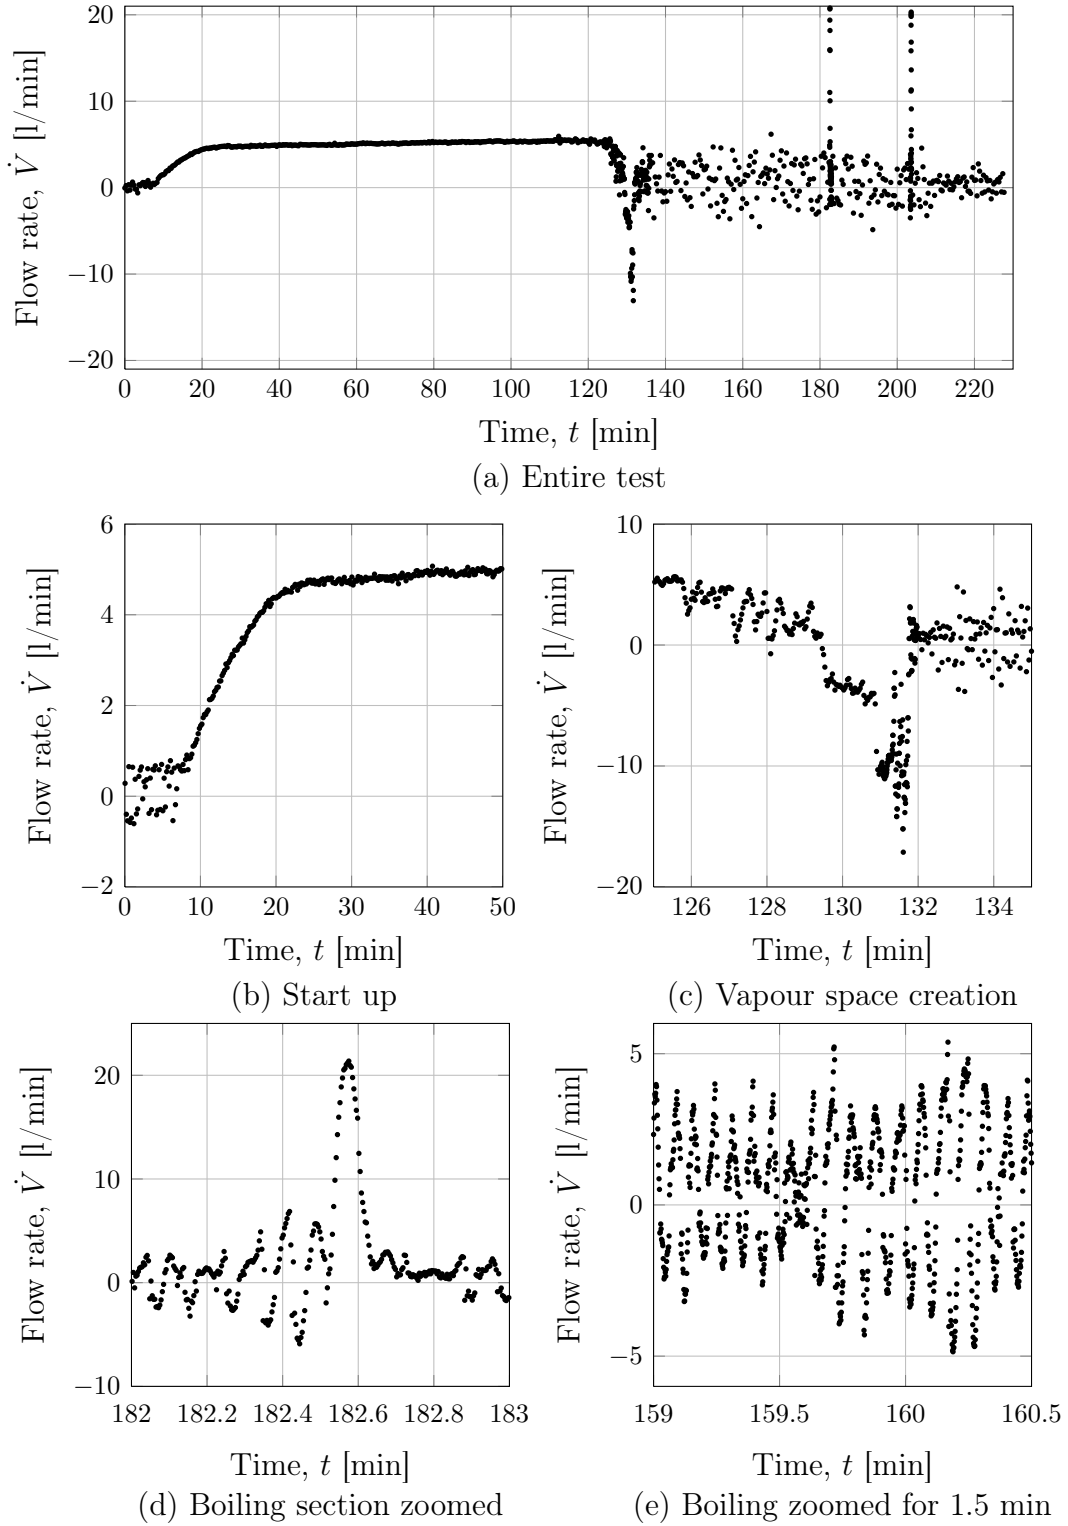 20
10
0
−10
−20
Flow rate, V̇ [l/min]
0 20 40 60 80 100 120 140 160 180 200 220
Time, t [min]
(a) Entire test
6
4
2
0
−2
Flow rate, V̇ [l/min]
0 10 20 30 40 50
Time, t [min]
(b) Start up
10
0
−10
−20
Flow rate, V̇ [l/min]
126 128 130 132 134
Time, t [min]
(c) Vapour space creation
20
10
0
−10
Flow rate, V̇ [l/min]
182 182.2 182.4 182.6 182.8 183
Time, t [min]
(d) Boiling section zoomed
5
0
−5
Flow rate, V̇ [l/min]
159 159.5 160 160.5
Time, t [min]
(e) Boiling zoomed for 1.5 min